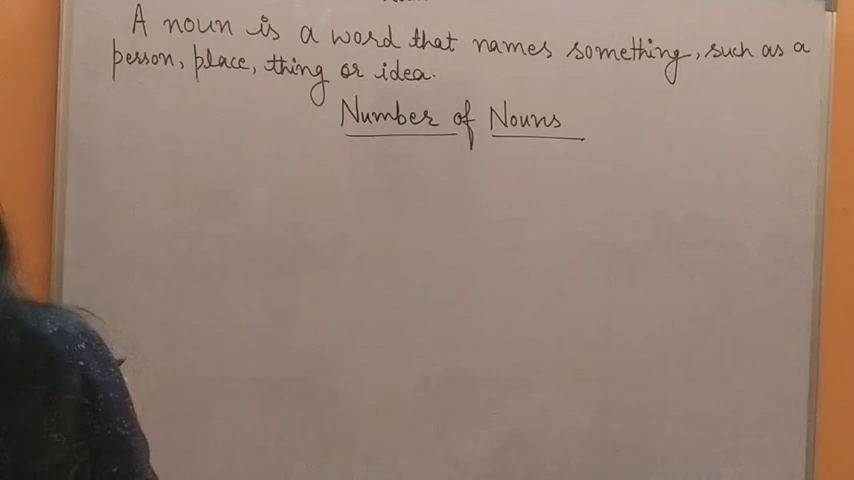 A noun is a word that names something, such as a
person, place, thing or idea.
Number of Nouns